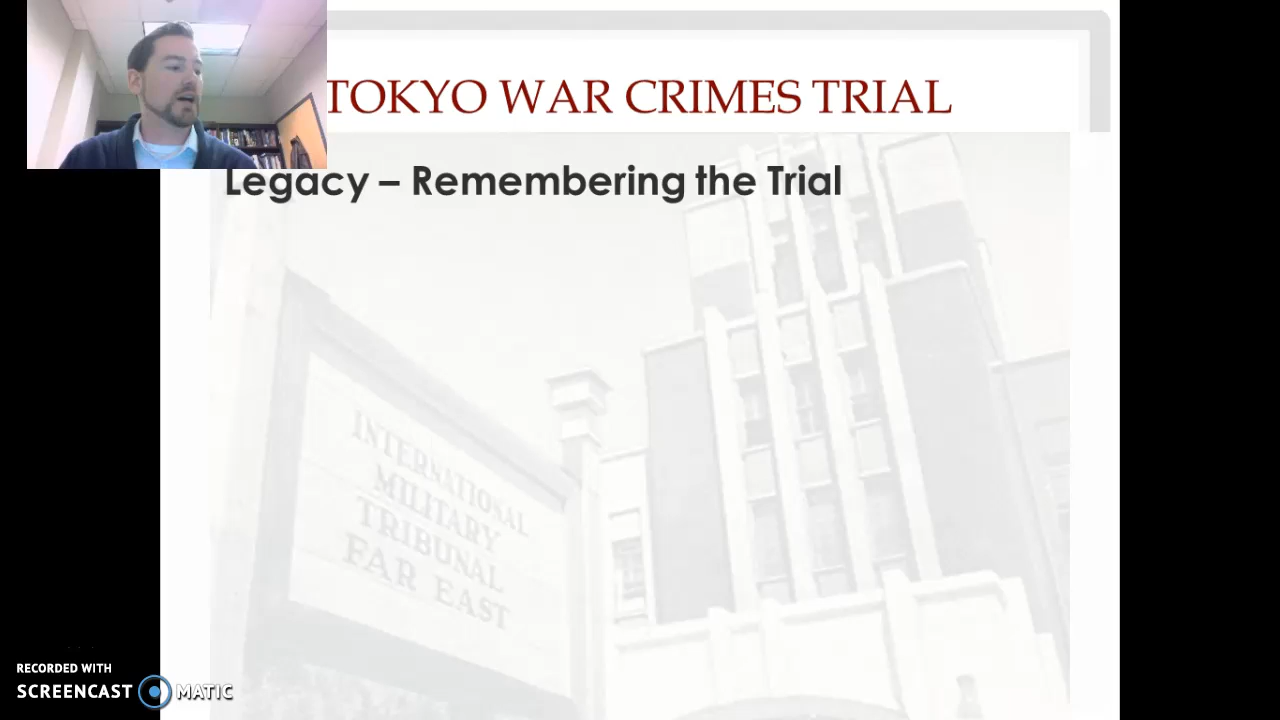 TOKYO WAR CRIMES TRIAL
Legacy – Remembering the Trial
INTERNATIONAL
MILITARY
TRIBUNAL
FAR EAST
RECORDED WITH
SCREENCAST MATIC